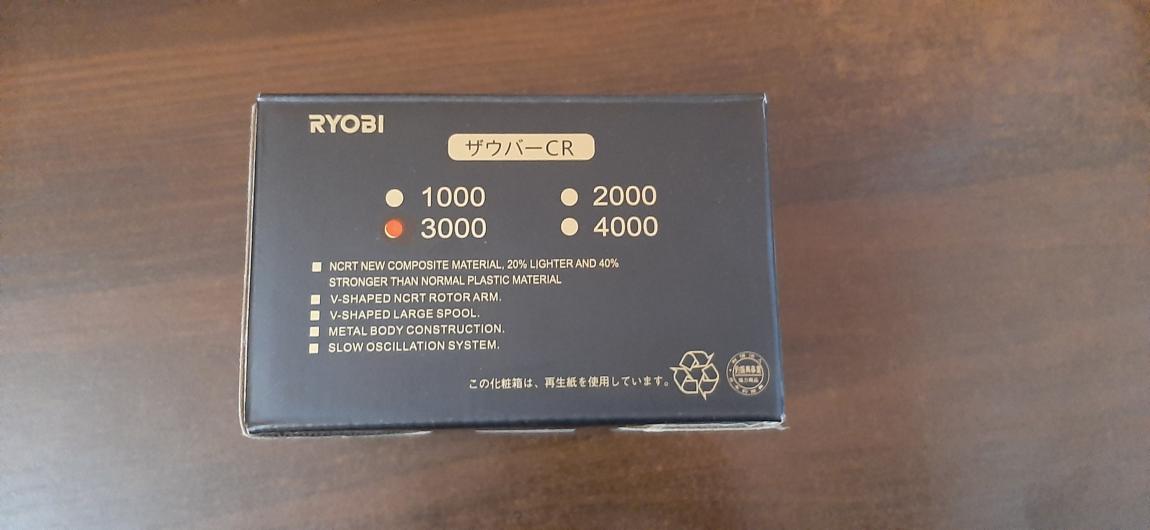 RYOBI
ザウバーCR
1000 2000
3000 4000
NCRT NEW COMPOSITE MATERIAL, 20% LIGHTER AND 40%
STRONGER THAN NORMAL PLASTIC MATERIAL
V-SHAPED NCRT ROTOR ARM.
V-SHAPED LARGE SPOOL.
METAL BODY CONSTRUCTION.
SLOW OSCILLATION SYSTEM.
この化粧箱は、再生紙を使用しています。